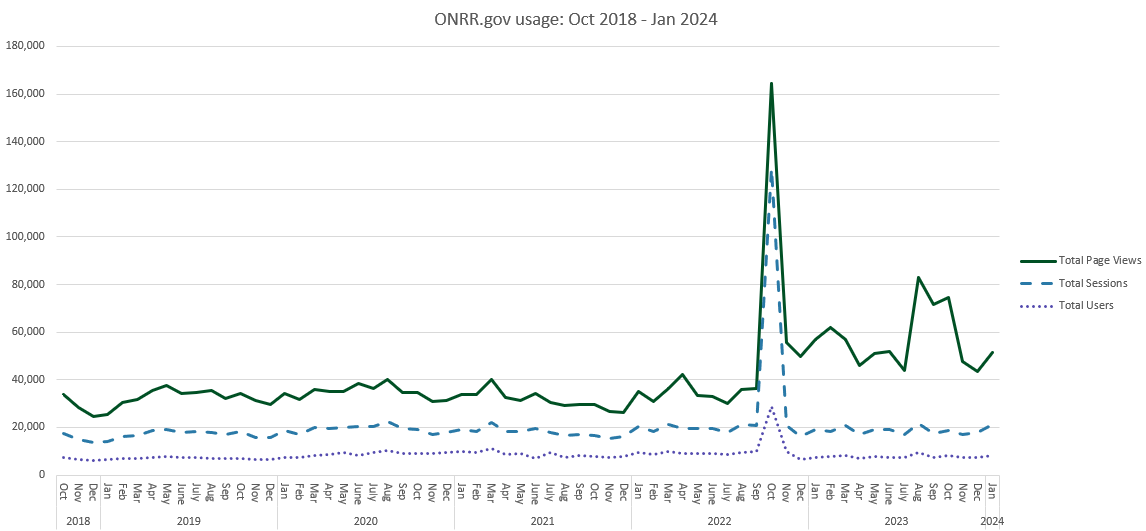 ONRR.gov usage: Oct 2018 - Jan 2024
180,000
160,000
140,000
120,000
100,000
80,000
60,000
40,000
20,000
0
Total Page Views
Total Sessions
Total Users
Oct Nov Dec Jan Feb Mar Apr May June July Aug Sep Oct Nov Dec Jan Feb Mar Apr May June July Aug Sep Oct Nov Dec Jan Feb Mar Apr May June July Aug Sep Oct Nov Dec Jan Feb Mar Apr May June July Aug Sep Oct Nov Dec Jan Feb Mar Apr May June July Aug Sep Oct Nov Dec Jan
2018 2019 2020 2021 2022 2023 2024